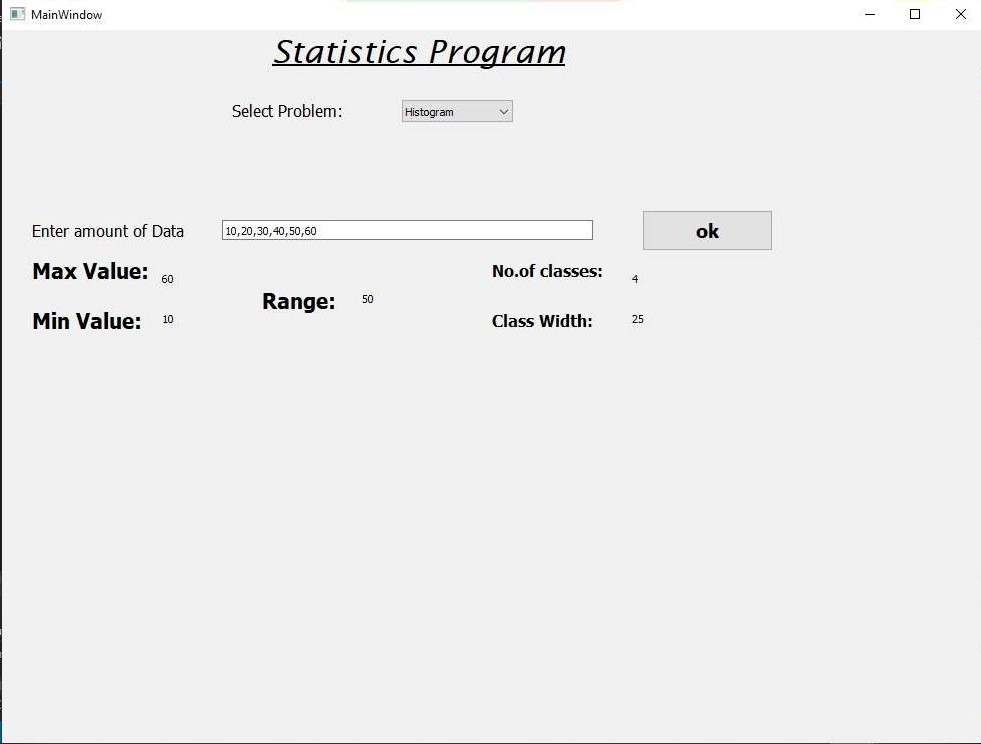 MainWindow
Statistics Program
Select Problem:
Histogram
Enter amount of Data
10,20,30,40,50,60
ok
Max Value:
60
No.of classes:
4
Range:
50
Min Value:
10
Class Width:
25